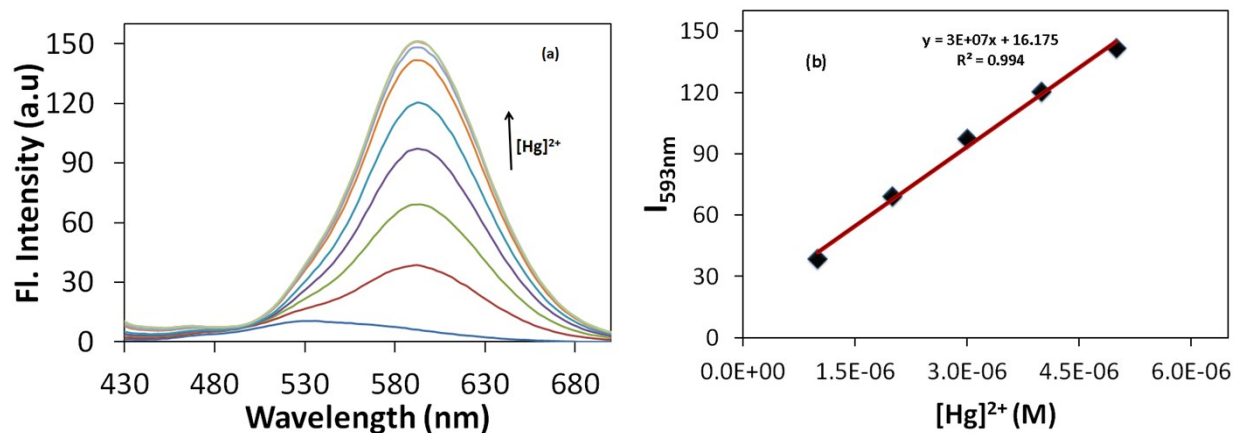 150
120
90
60
30
0
Fl. Intensity (a.u)
(a)
[Hg]²⁺
430 480 530 580 630 680
Wavelength (nm)
150
120
90
60
30
0
I593nm
y = 3E+07x + 16.175
R² = 0.994
(b)
0.0E+00 1.5E-06 3.0E-06 4.5E-06 6.0E-06
[Hg]²⁺ (M)